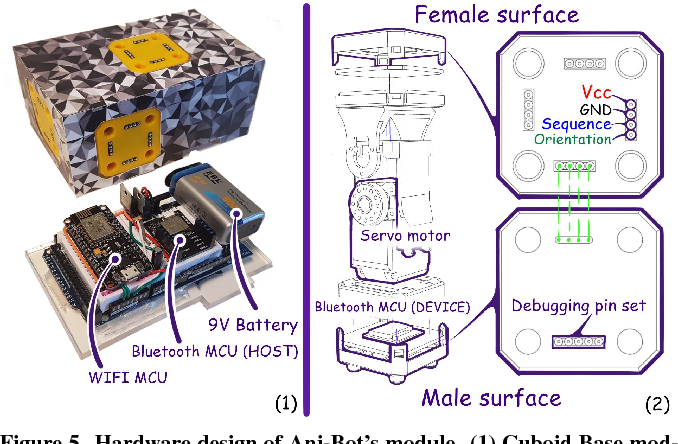 Female surface
Vcc
GND
Sequence
Orientation
Servo motor
Bluetooth MCU (DEVICE)
Debugging pin set
9V Battery
Bluetooth MCU (HOST)
WIFI MCU
(1)
Male surface
(2)
Figure 5. Hardware design of Ani-Bot's module. (1) Cuboid Base mod-